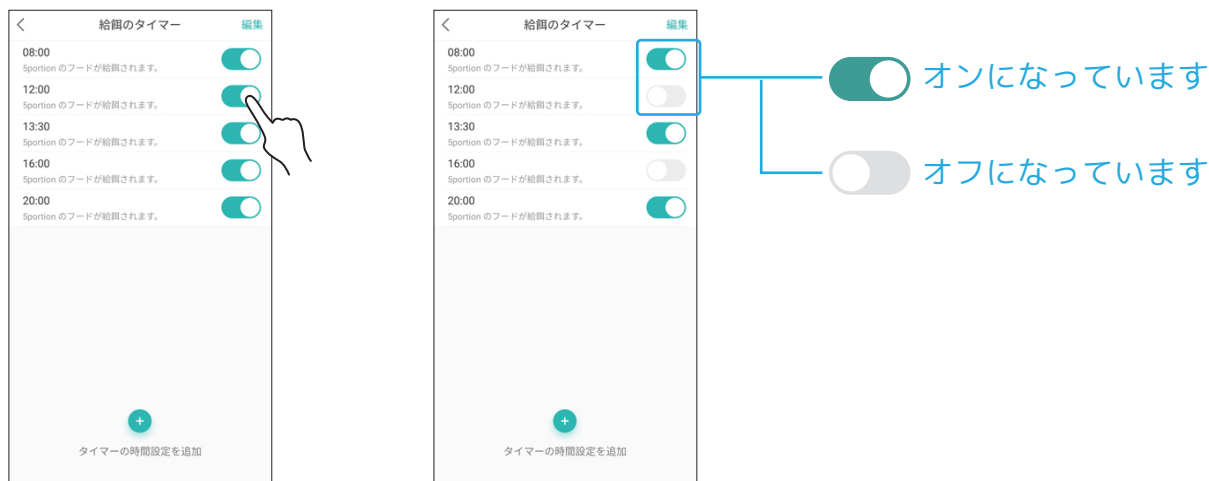 給餌のタイマー
編集
08:00
5portion のフードが給餌されます。
12:00
5portion のフードが給餌されます。
13:30
5portion のフードが給餌されます。
16:00
5portion のフードが給餌されます。
20:00
5portion のフードが給餌されます。
タイマーの時間設定を追加
給餌のタイマー
編集
08:00
5portion のフードが給餌されます。
12:00
5portion のフードが給餌されます。
13:30
5portion のフードが給餌されます。
16:00
5portion のフードが給餌されます。
20:00
5portion のフードが給餌されます。
タイマーの時間設定を追加
オンになっています
オフになっています